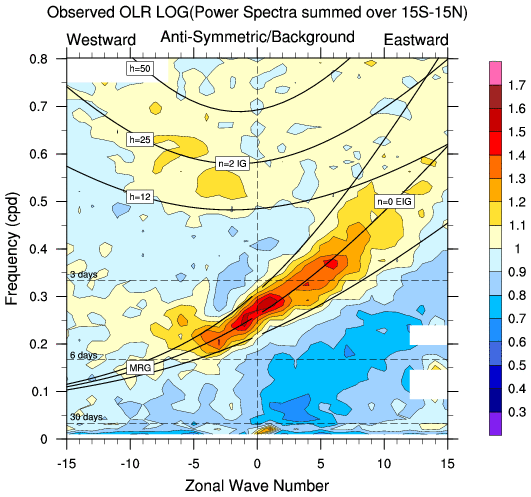 Observed OLR LOG(Power Spectra summed over 15S-15N)
Westward Anti-Symmetric/Background Eastward
0.8
0.7
0.6
0.5
0.4
0.3
0.2
0.1
0
Frequency (cpd)
h=50
h=25
n=2 IG
h=12
n=0 EIG
3 days
6 days
MRG
30 days
-15 -10 -5 0 5 10 15
Zonal Wave Number
1.7
1.6
1.5
1.4
1.3
1.2
1.1
1
0.9
0.8
0.7
0.6
0.5
0.4
0.3